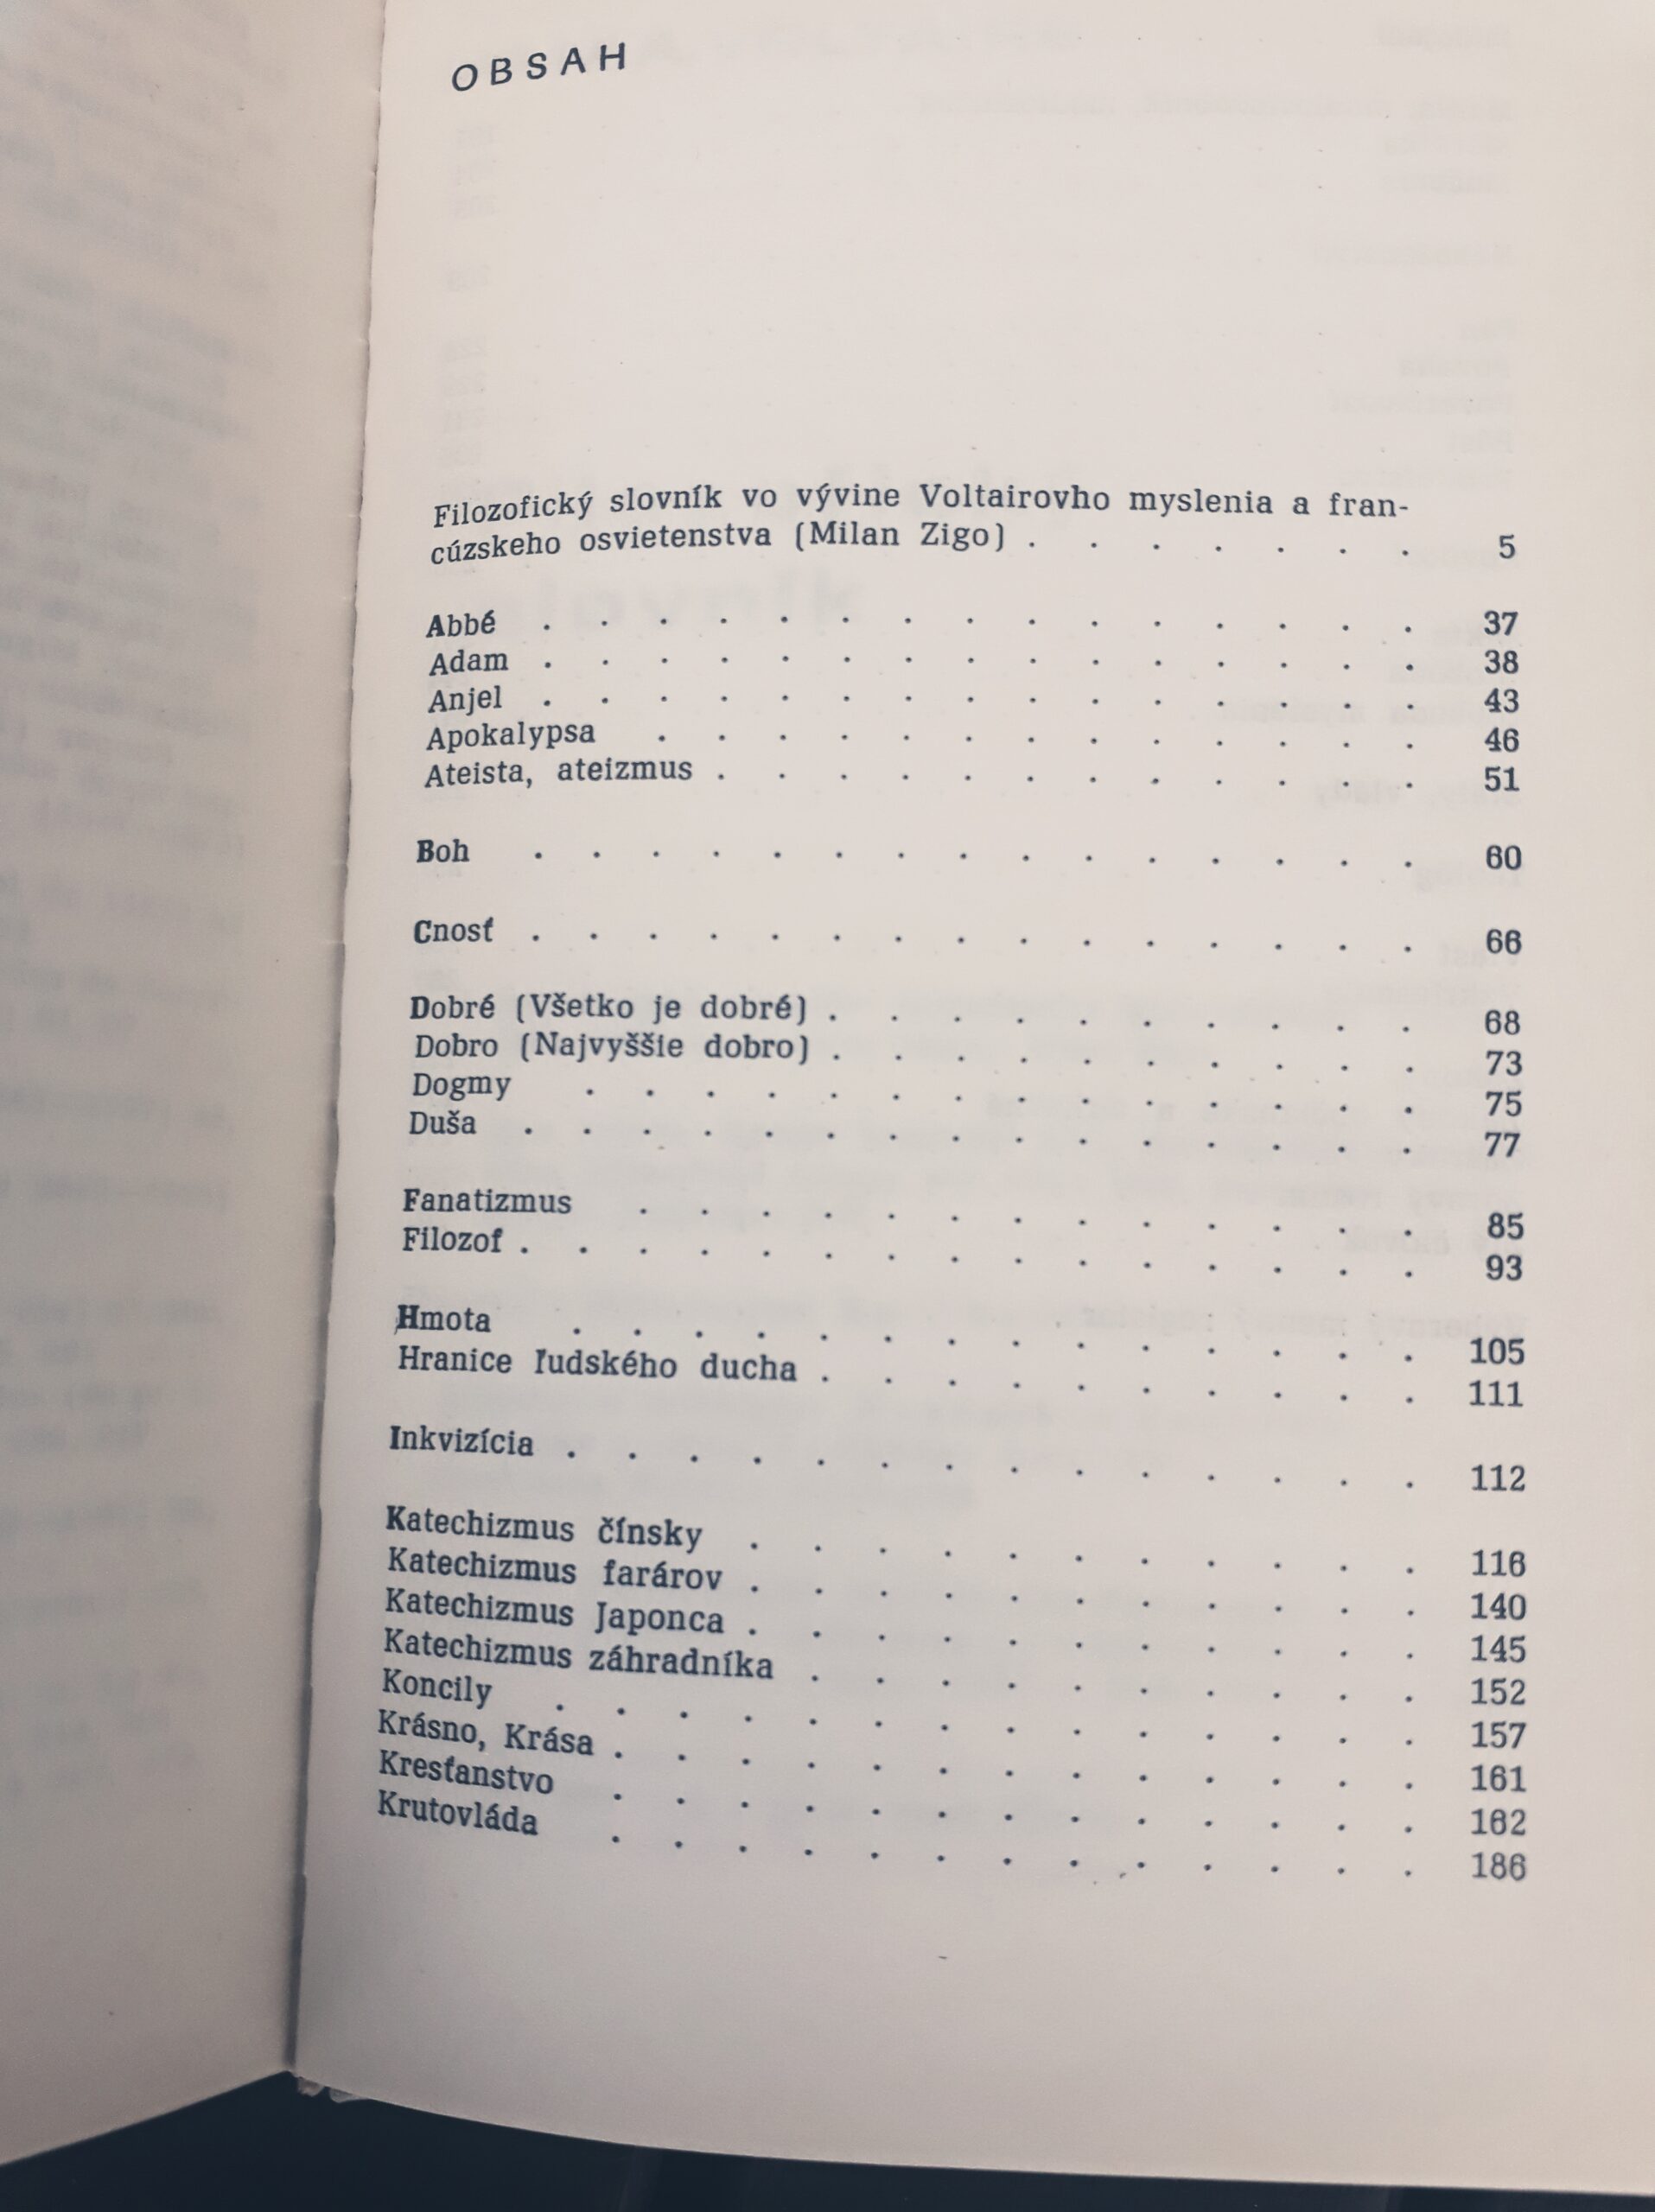 OBSAH
Filozofický slovník vo vývine Voltairovho myslenia a fran-
cúzskeho osvietenstva (Milan Zigo) . . . . . . . 5
Abbé . . . . . . . . . . . . . . . 37
Adam . . . . . . . . . . . . . . . 38
Anjel . . . . . . . . . . . . . . . 43
Apokalypsa . . . . . . . . . . . . . 46
Ateista, ateizmus . . . . . . . . . . . . 51
Boh . . . . . . . . . . . . . . . 60
Cnosť . . . . . . . . . . . . . . . 66
Dobré (Všetko je dobré) . . . . . . . . . . 68
Dobro (Najvyššie dobro) . . . . . . . . . . 73
Dogmy . . . . . . . . . . . . . . 75
Duša . . . . . . . . . . . . . . . 77
Fanatizmus . . . . . . . . . . . . . 85
Filozof . . . . . . . . . . . . . . . 93
Hmota . . . . . . . . . . . . . . 105
Hranice ľudského ducha . . . . . . . . . . 111
Inkvizícia . . . . . . . . . . . . . . 112
Katechizmus čínsky . . . . . . . . . . . 116
Katechizmus farárov . . . . . . . . . . . 140
Katechizmus Japonca . . . . . . . . . . . 145
Katechizmus záhradníka . . . . . . . . . . 152
Koncily . . . . . . . . . . . . . . 157
Krásno, Krása . . . . . . . . . . . . . 161
Kresťanstvo . . . . . . . . . . . . . 162
Krutovláda . . . . . . . . . . . . . 186